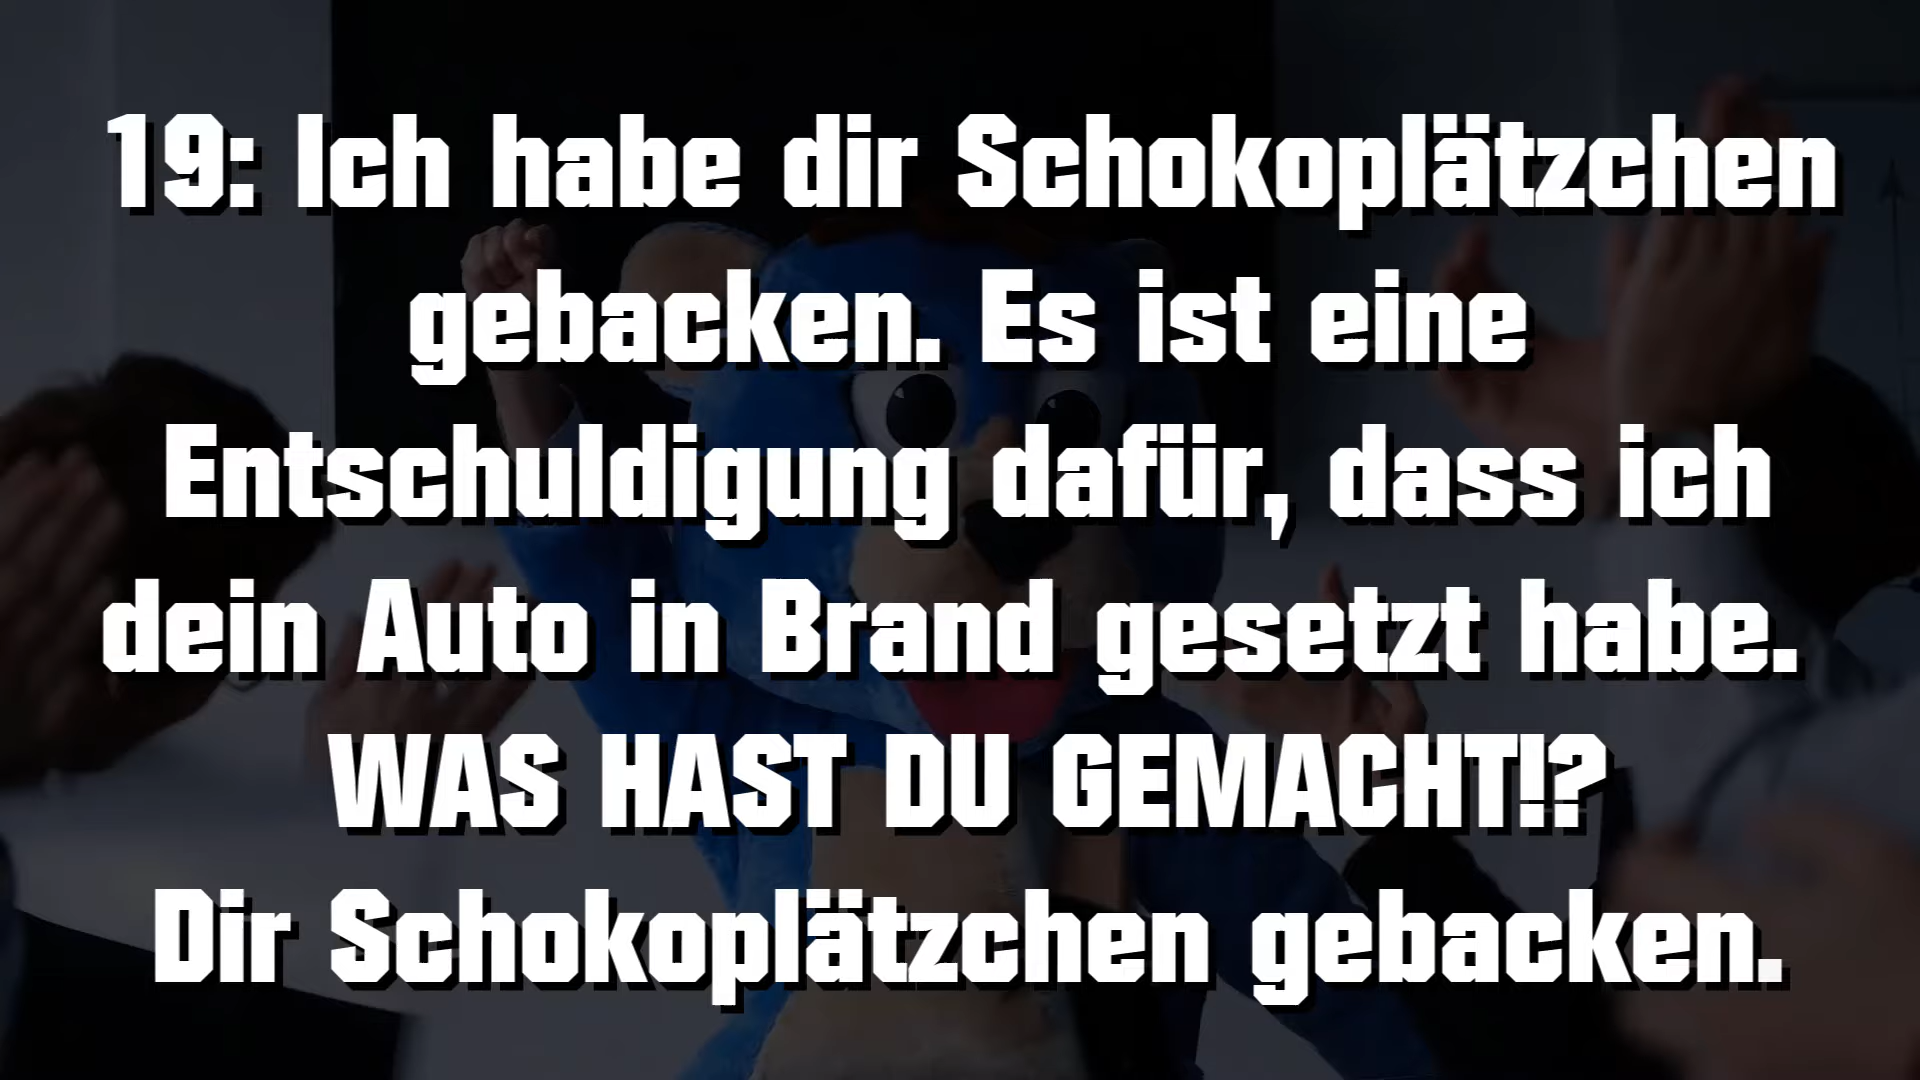 19: Ich habe dir Schokoplätzchen
gebacken. Es ist eine
Entschuldigung dafür, dass ich
dein Auto in Brand gesetzt habe.
WAS HAST DU GEMACHT!?
Dir Schokoplätzchen gebacken.